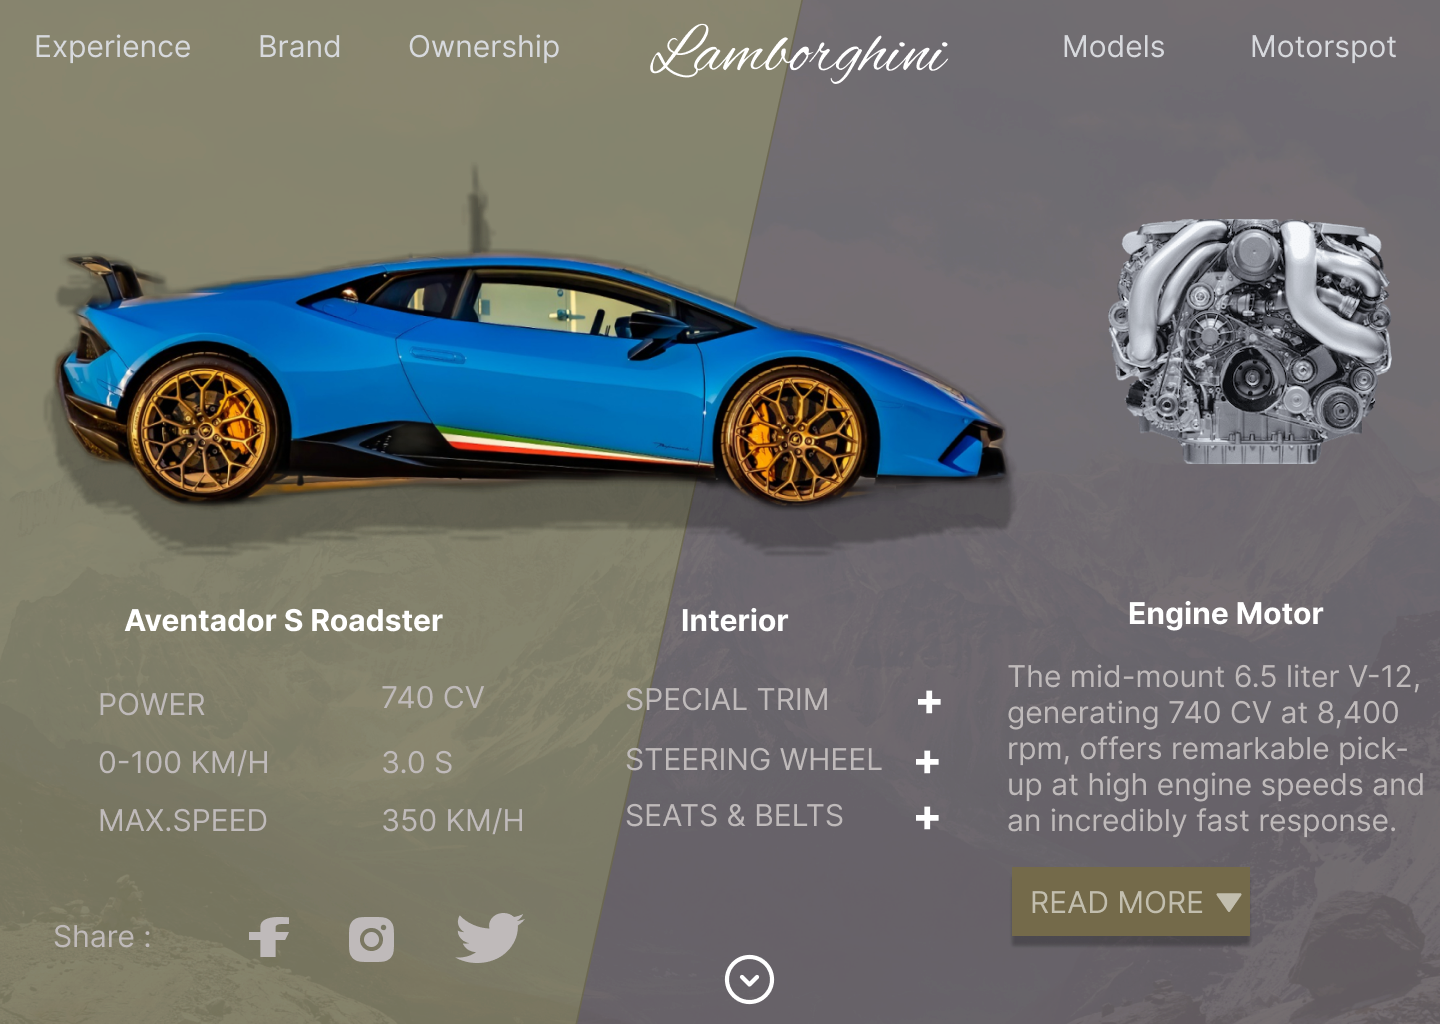 Experience
Brand
Ownership
Lamborghini
Models
Motorspot
Aventador S Roadster
POWER
740 CV
0-100 KM/H
3.0 S
MAX.SPEED
350 KM/H
Interior
SPECIAL TRIM +
STEERING WHEEL +
SEATS & BELTS +
Engine Motor
The mid-mount 6.5 liter V-12,
generating 740 CV at 8,400
rpm, offers remarkable pick-
up at high engine speeds and
an incredibly fast response.
READ MORE
Share :